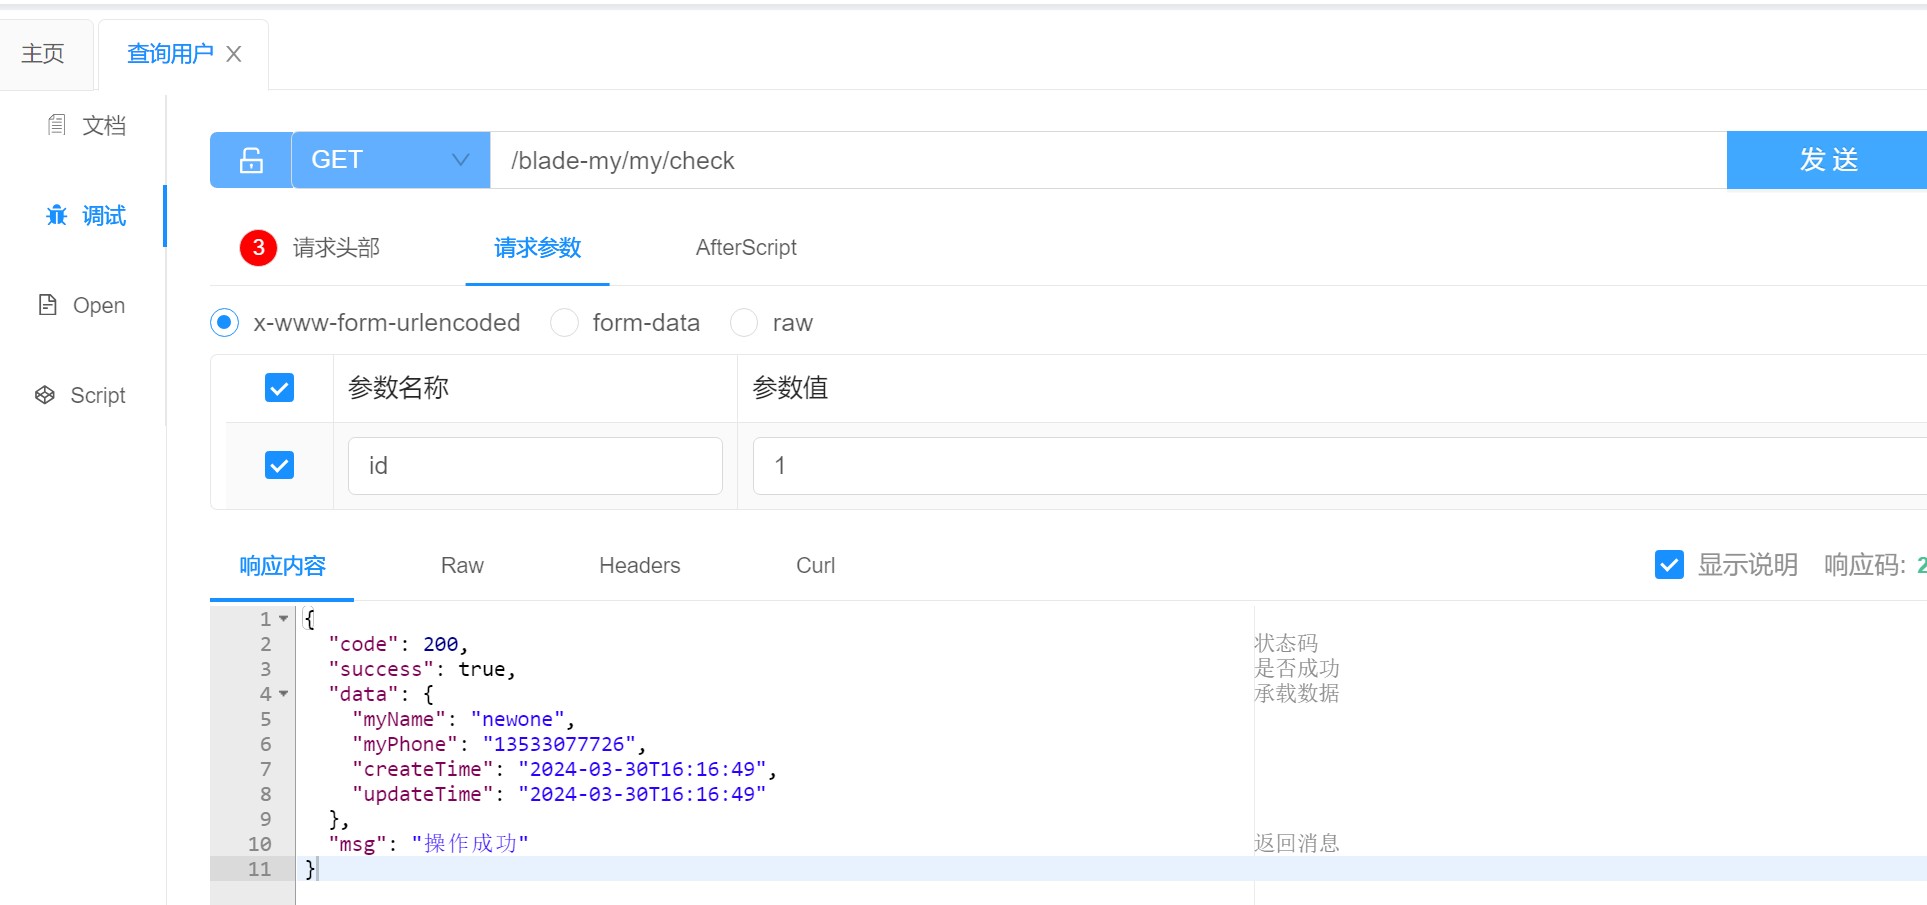 主页
查询用户 X
文档
调试
Open
Script
GET
/blade-my/my/check
发 送
3 请求头部
请求参数
AfterScript
x-www-form-urlencoded
form-data
raw
参数名称
参数值
id
1
响应内容
Raw
Headers
Curl
显示说明
响应码: 2
1 {
2 "code": 200, 状态码
3 "success": true, 是否成功
4 "data": { 承载数据
5 "myName": "newone",
6 "myPhone": "13533077726",
7 "createTime": "2024-03-30T16:16:49",
8 "updateTime": "2024-03-30T16:16:49"
9 },
10 "msg": "操作成功" 返回消息
11 }